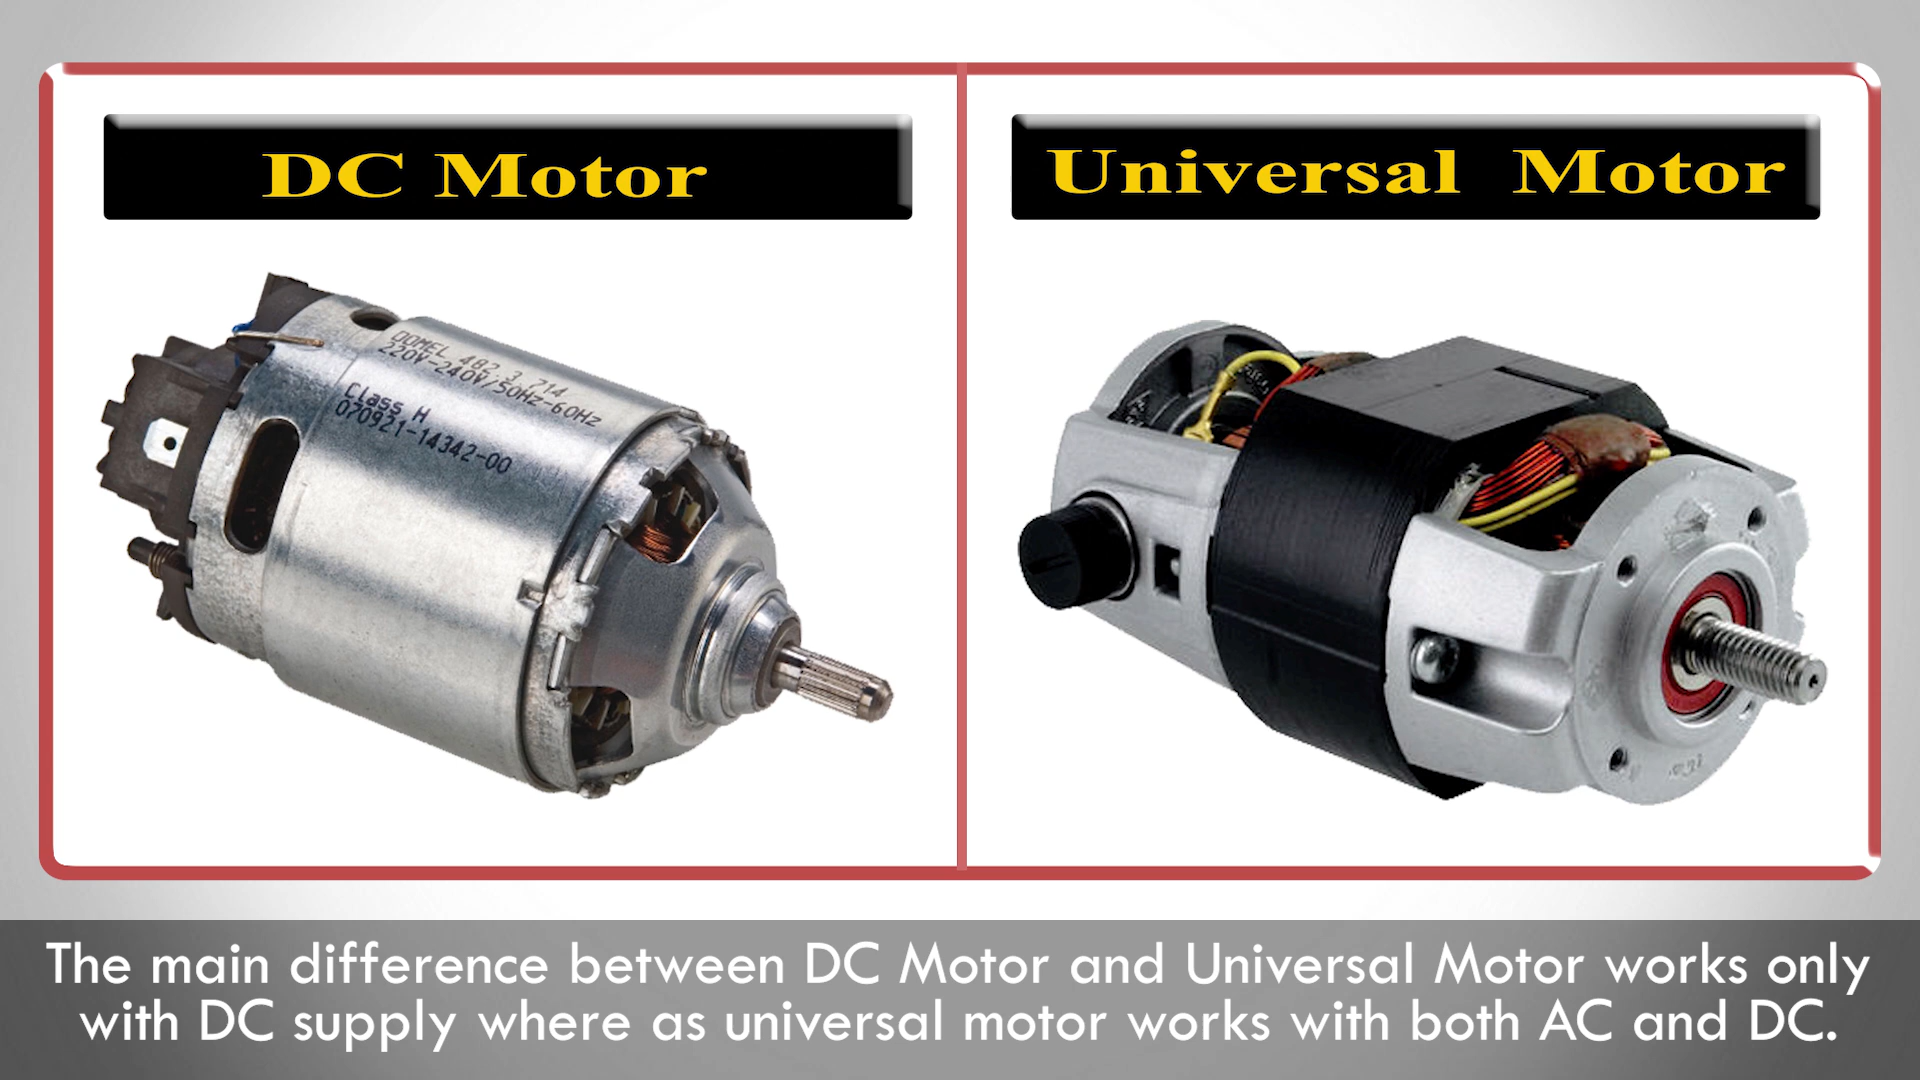 DC Motor
Universal Motor
DOMEL 482.3.714
220V-240V/50Hz-60Hz
Class H
070921-14342-00
The main difference between DC Motor and Universal Motor works only
with DC supply where as universal motor works with both AC and DC.